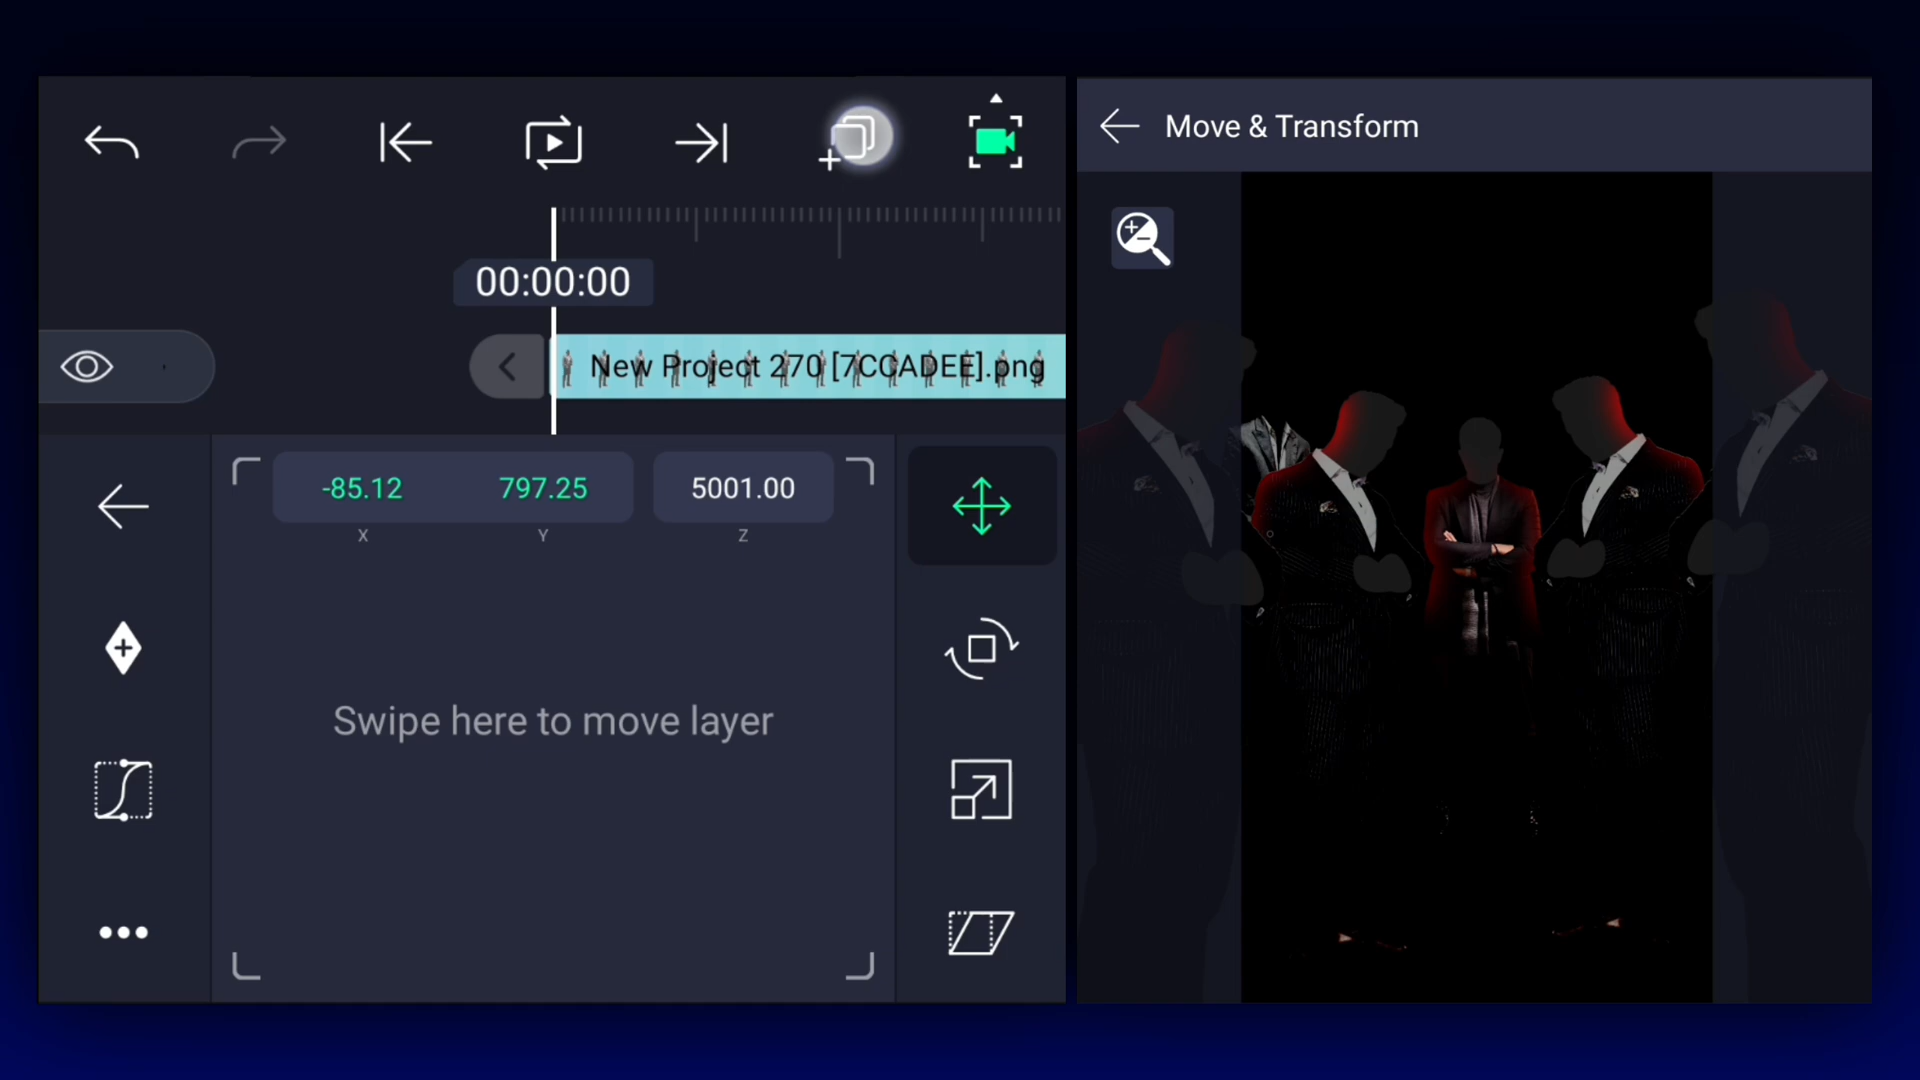 00:00:00
New Project 270 [7CCADEE].png
-85.12 797.25 5001.00
X Y Z
Swipe here to move layer
Move & Transform